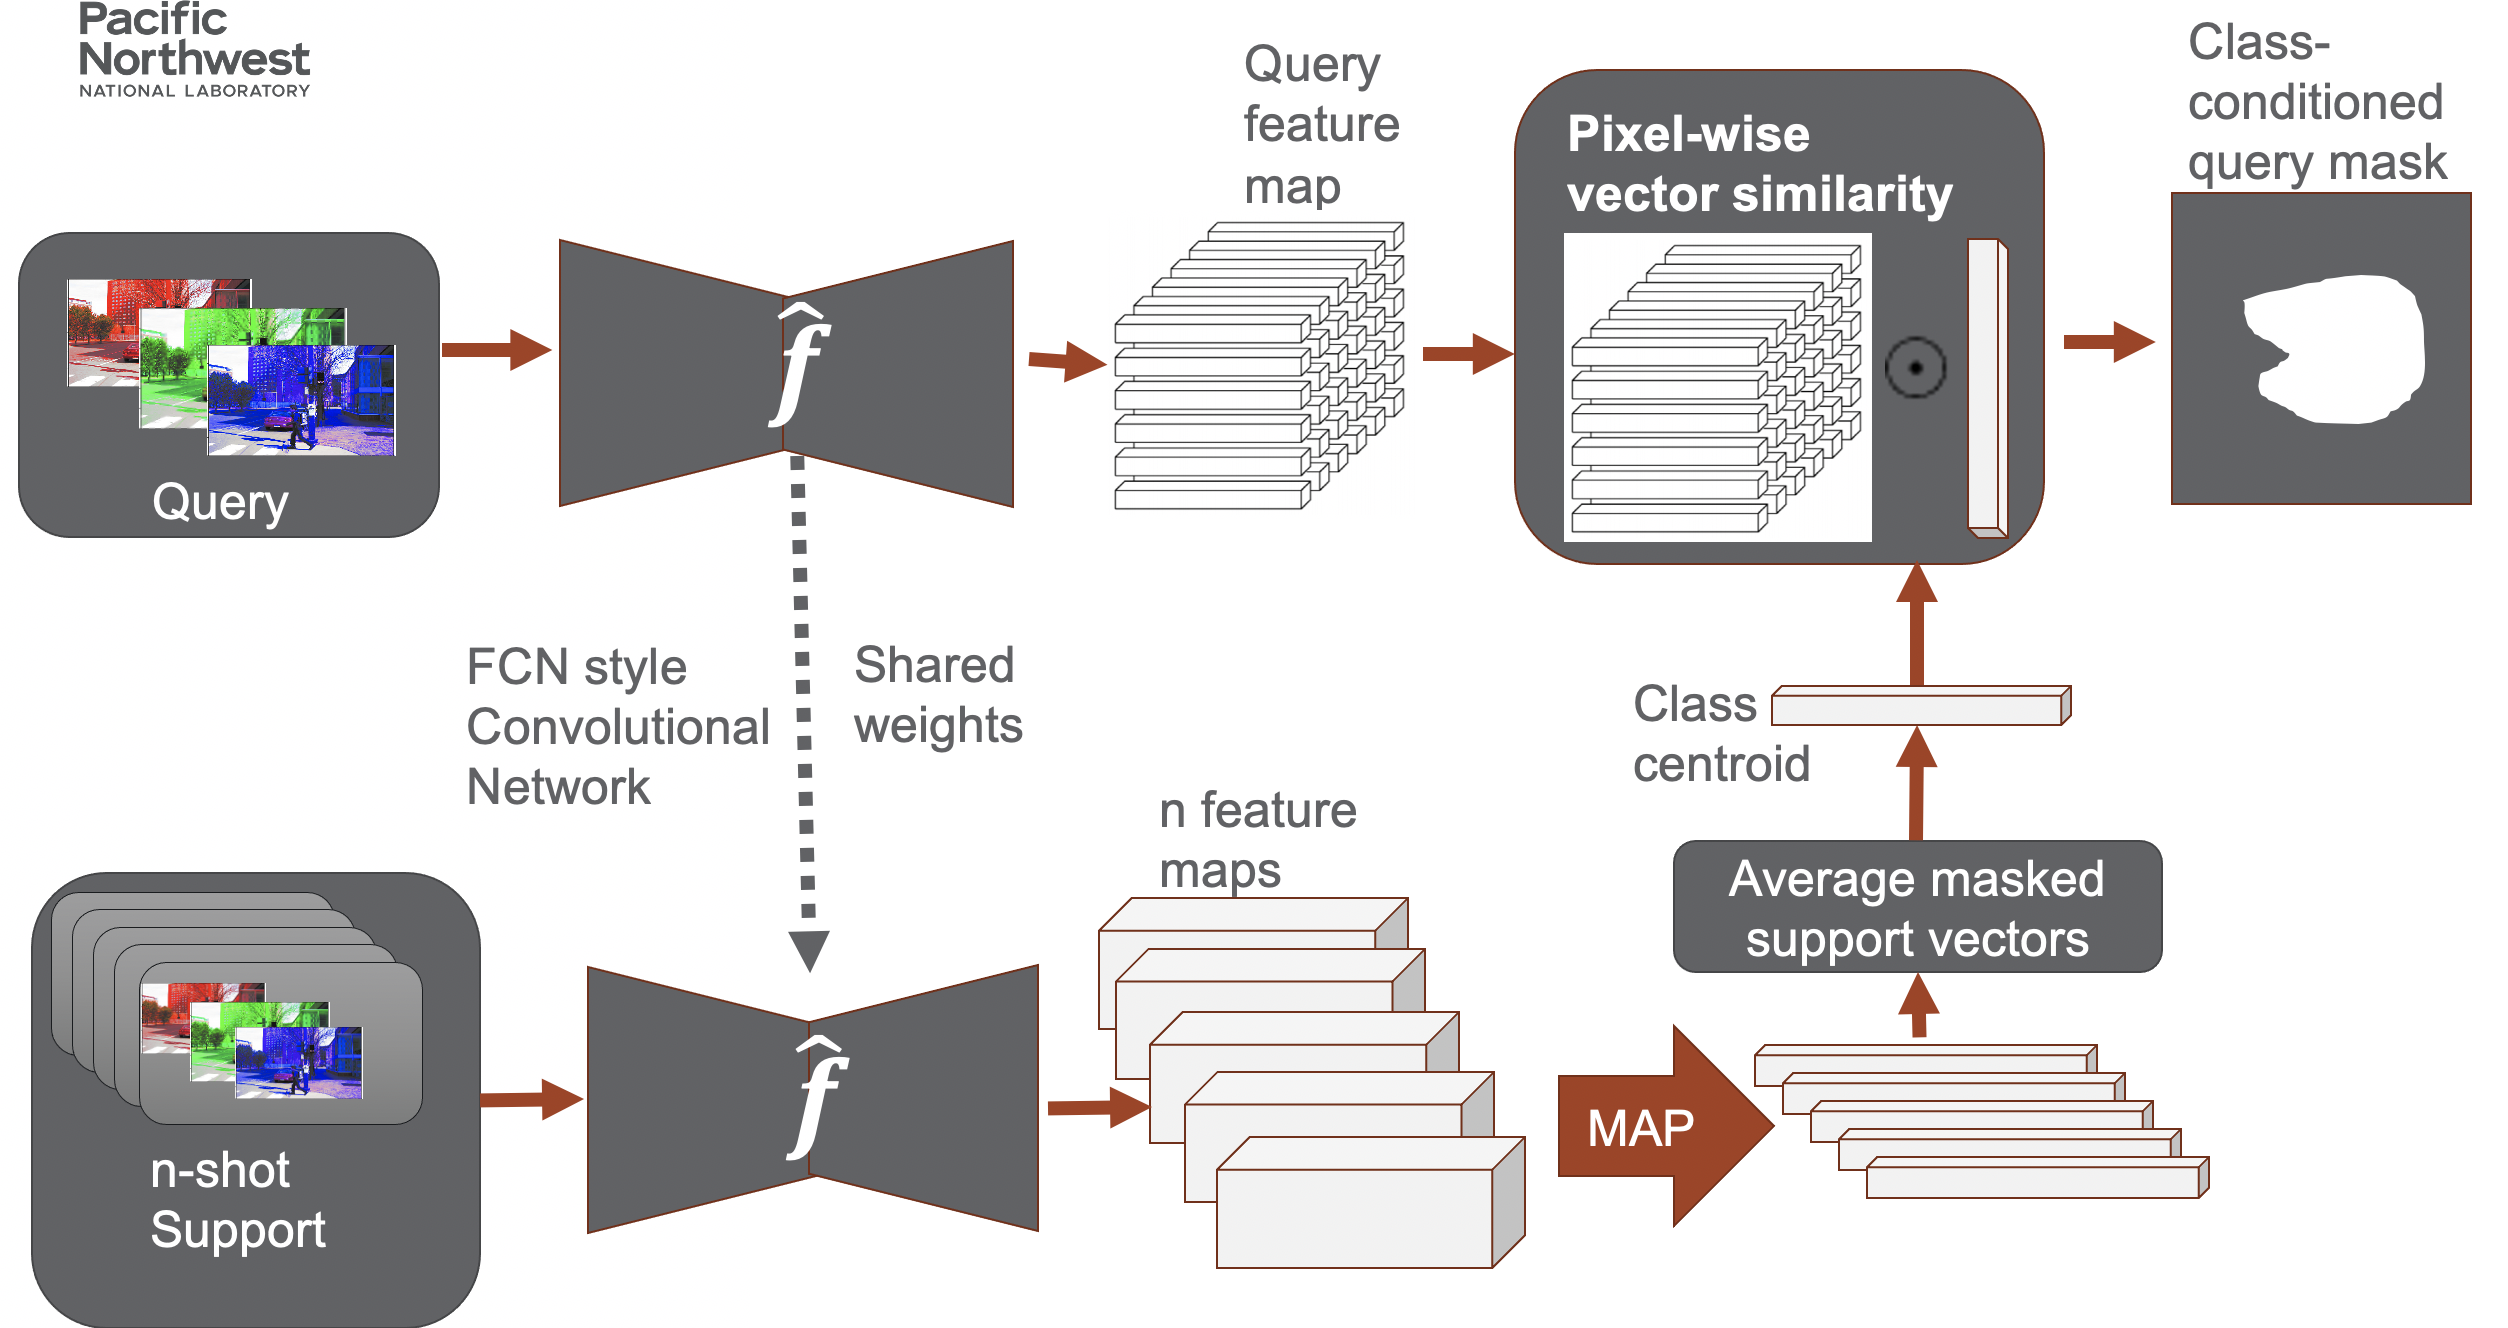 Pacific
Northwest
NATIONAL LABORATORY
Query
feature
map
Pixel-wise
vector similarity
Class-
conditioned
query mask
Query
f̂
FCN style
Convolutional
Network
Shared
weights
Class
centroid
n feature
maps
Average masked
support vectors
f̂
MAP
n-shot
Support